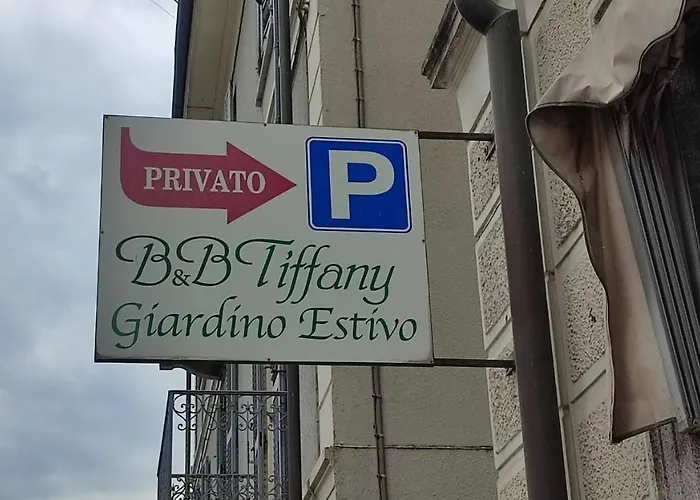 PRIVATO P
B&B Tiffany
Giardino Estivo